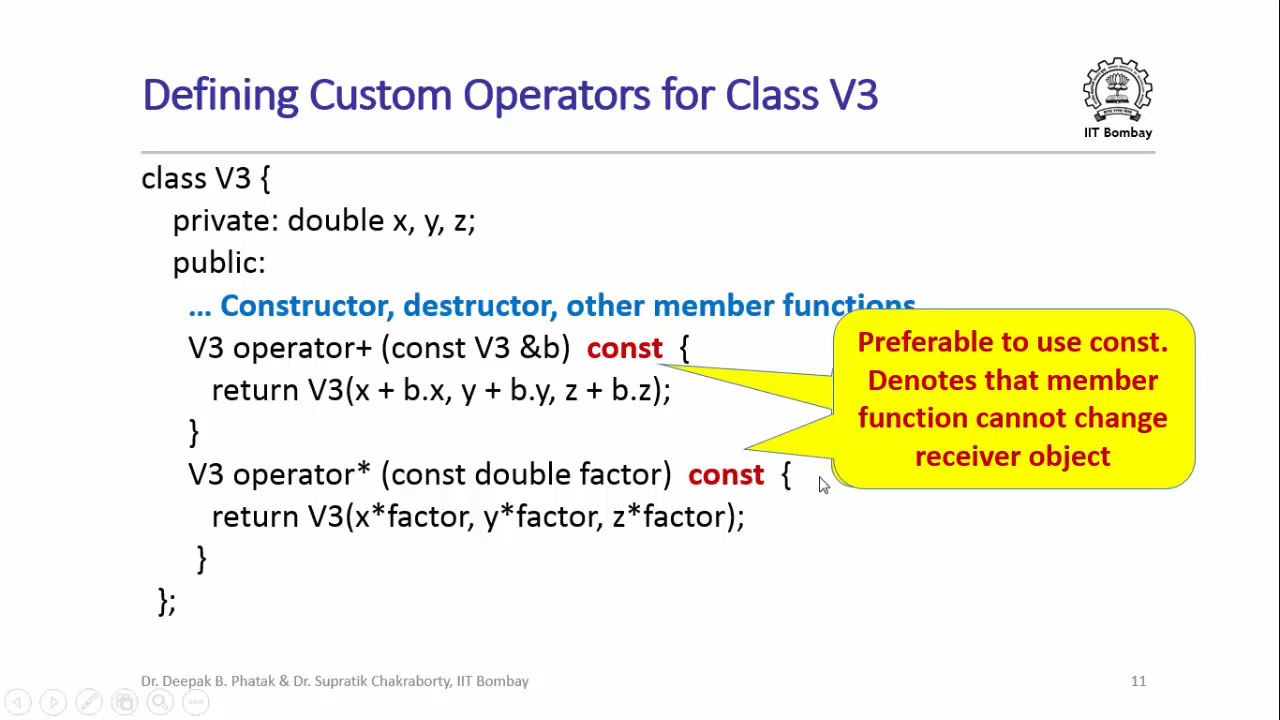 Defining Custom Operators for Class V3
IIT Bombay
class V3 {
private: double x, y, z;
public:
... Constructor, destructor, other member functions
V3 operator+ (const V3 &b) const {
return V3(x + b.x, y + b.y, z + b.z);
}
V3 operator* (const double factor) const {
return V3(x*factor, y*factor, z*factor);
}
};
Preferable to use const.
Denotes that member
function cannot change
receiver object
Dr. Deepak B. Phatak & Dr. Supratik Chakraborty, IIT Bombay
11